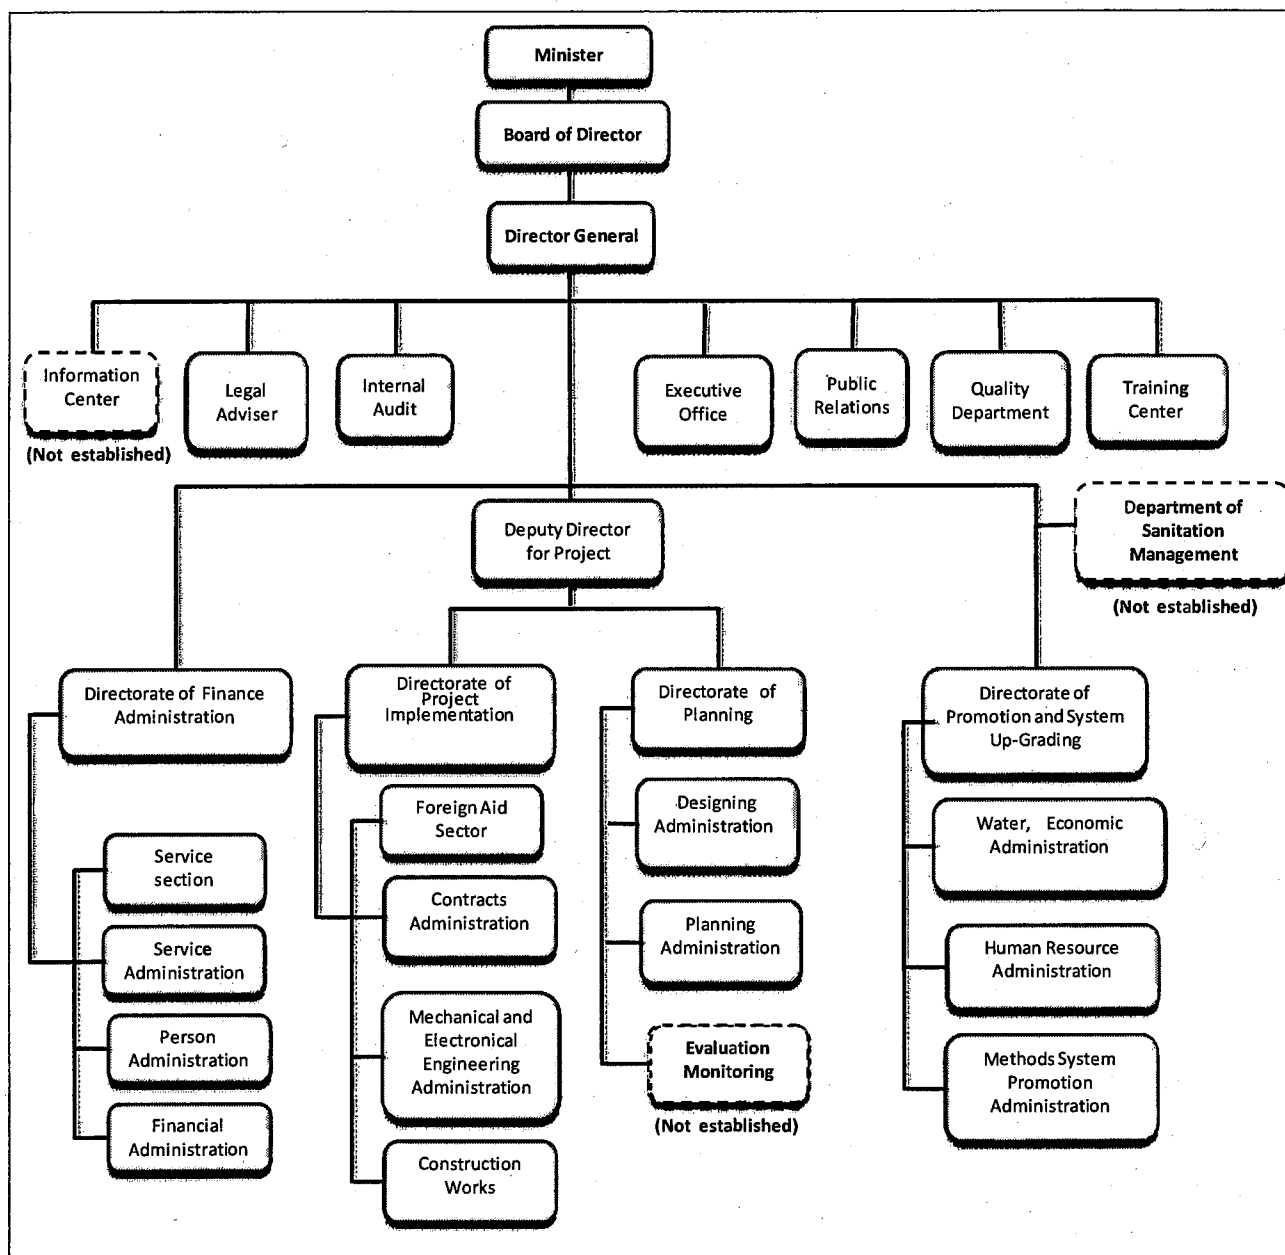 Minister
Board of Director
Director General
Information
Center
(Not established)
Legal
Adviser
Internal
Audit
Executive
Office
Public
Relations
Quality
Department
Training
Center
Deputy Director
for Project
Department of
Sanitation
Management
(Not established)
Directorate of Finance
Administration
Service
section
Service
Administration
Person
Administration
Financial
Administration
Directorate of
Project
Implementation
Foreign Aid
Sector
Contracts
Administration
Mechanical and
Electronical
Engineering
Administration
Construction
Works
Directorate of
Planning
Designing
Administration
Planning
Administration
Evaluation
Monitoring
(Not established)
Directorate of
Promotion and System
Up-Grading
Water, Economic
Administration
Human Resource
Administration
Methods System
Promotion
Administration